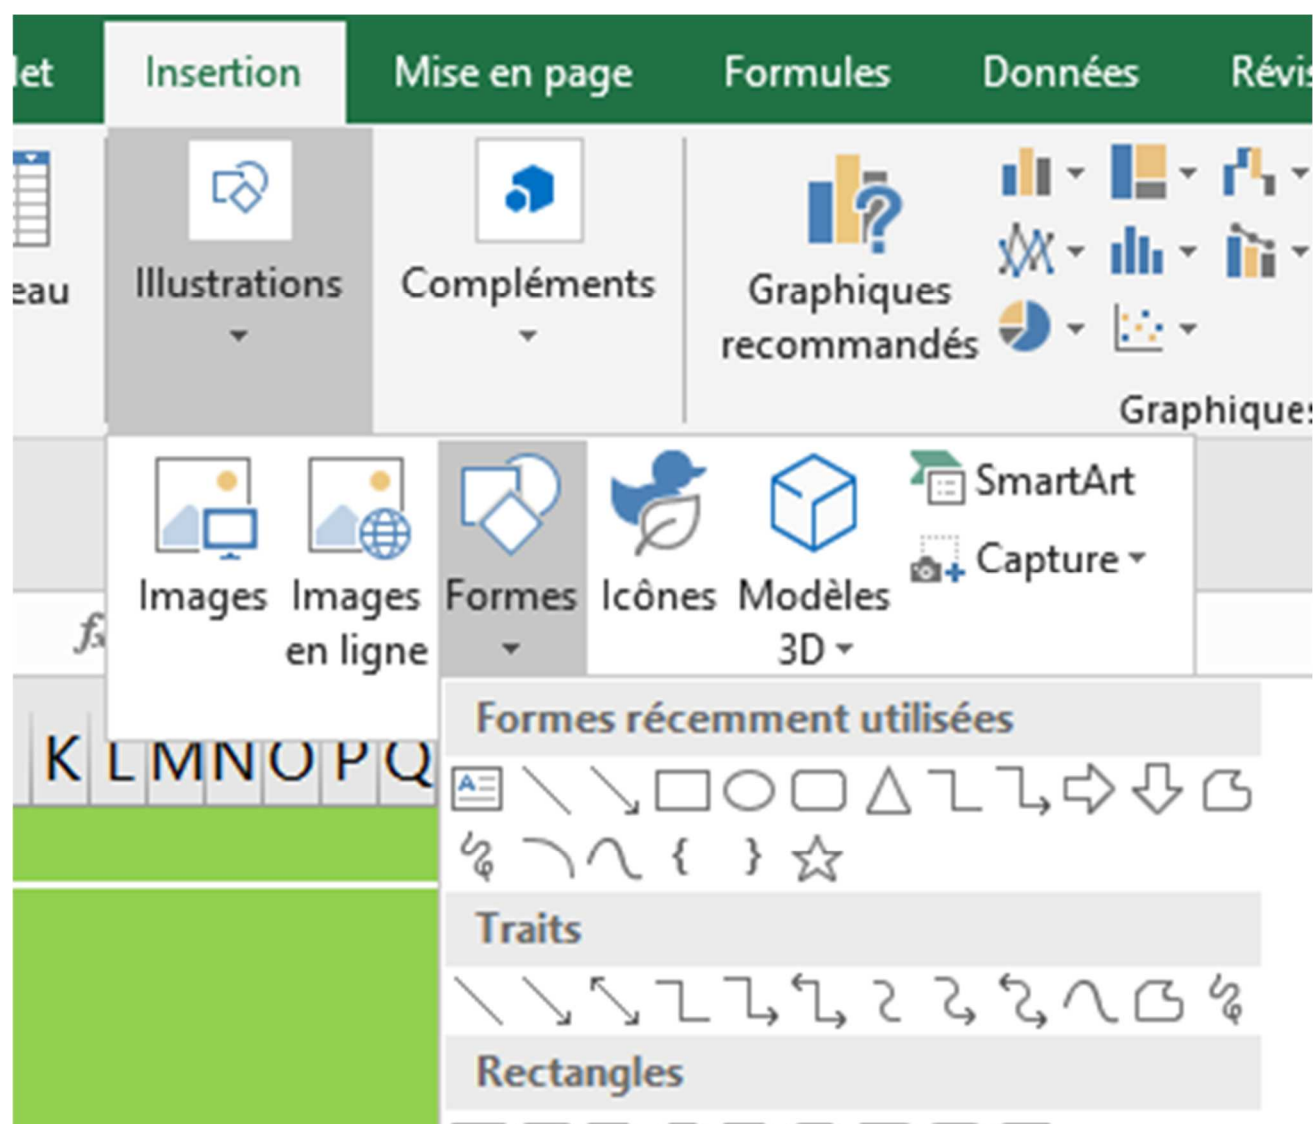 let Insertion Mise en page Formules Données Révis
eau Illustrations Compléments Graphiques
recommandés
Graphiques
Images Images
en ligne Formes Icônes Modèles
3D SmartArt
Capture
fx
K L M N O P Q
Formes récemment utilisées
A
{ }
Traits
Rectangles